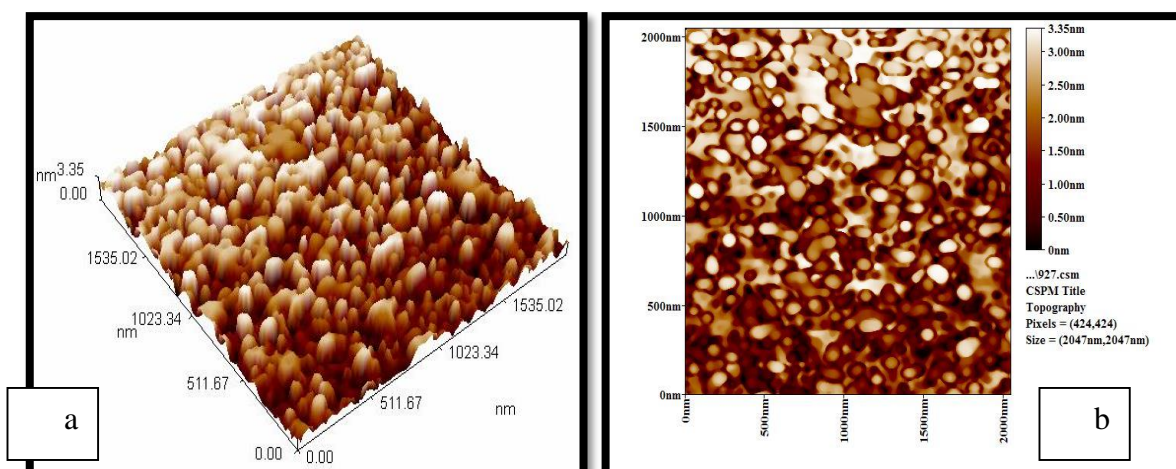 nm 3.35
0.00
1535.02
1023.34
nm
511.67
0.00
0.00
511.67
1023.34
1535.02
nm
a
2000nm
1500nm
1000nm
500nm
0nm
0nm
500nm
1000nm
1500nm
2000nm
3.35nm
3.00nm
2.50nm
2.00nm
1.50nm
1.00nm
0.50nm
0nm
...\927.csm
CSPM Title
Topography
Pixels = (424,424)
Size = (2047nm,2047nm)
b